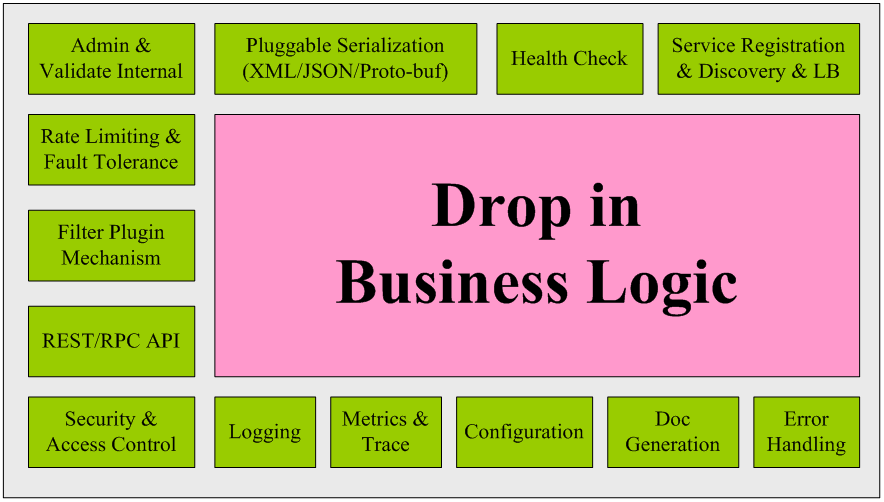 Admin &
Validate Internal
Pluggable Serialization
(XML/JSON/Proto-buf)
Health Check
Service Registration
& Discovery & LB
Rate Limiting &
Fault Tolerance
Filter Plugin
Mechanism
REST/RPC API
Drop in
Business Logic
Security &
Access Control
Logging
Metrics &
Trace
Configuration
Doc
Generation
Error
Handling